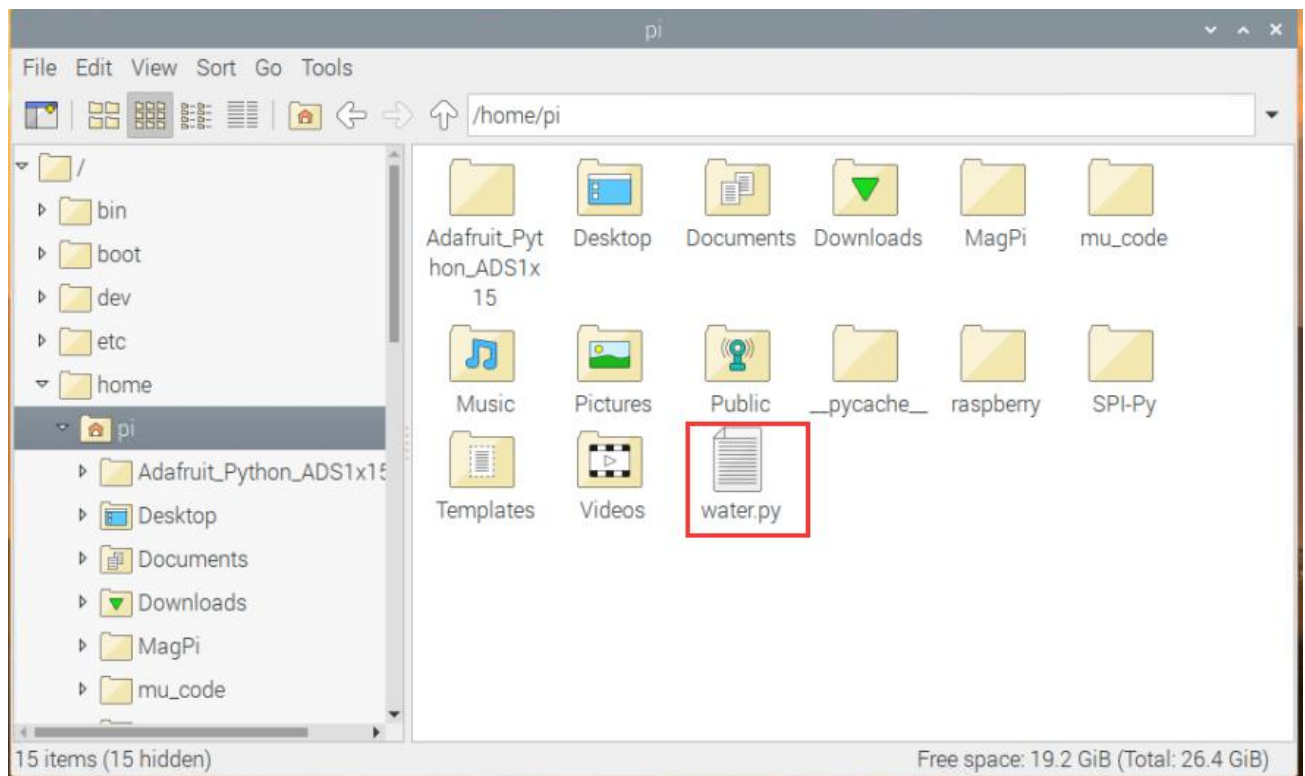 pi
File Edit View Sort Go Tools
/home/pi
/
bin
boot
dev
etc
home
pi
Adafruit_Python_ADS1x15
Desktop
Documents
Downloads
MagPi
mu_code
Adafruit_Pyt
hon_ADS1x
15
Desktop
Documents
Downloads
MagPi
mu_code
Music
Pictures
Public
__pycache__
raspberry
SPI-Py
Templates
Videos
water.py
15 items (15 hidden)
Free space: 19.2 GiB (Total: 26.4 GiB)